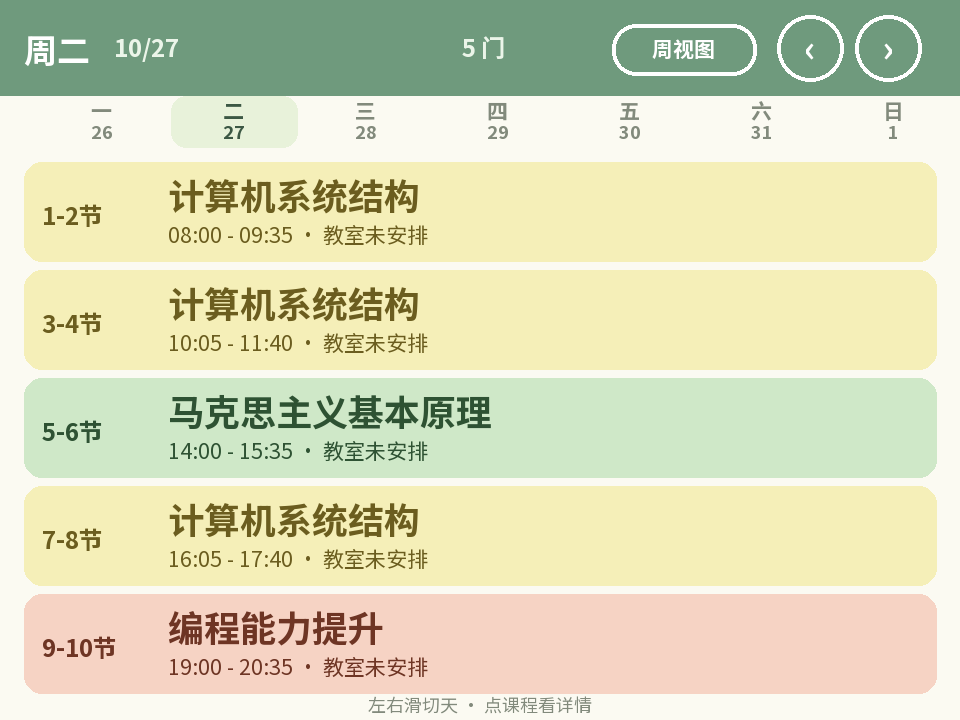 周二 10/27 5 门 周视图 ‹ ›
一 二 三 四 五 六 日
26 27 28 29 30 31 1
1-2节
计算机系统结构
08:00 - 09:35 • 教室未安排
3-4节
计算机系统结构
10:05 - 11:40 • 教室未安排
5-6节
马克思主义基本原理
14:00 - 15:35 • 教室未安排
7-8节
计算机系统结构
16:05 - 17:40 • 教室未安排
9-10节
编程能力提升
19:00 - 20:35 • 教室未安排
左右滑切天 • 点课程看详情